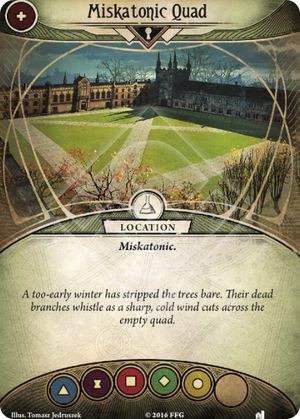 Miskatonic Quad
LOCATION
Miskatonic.
A too-early winter has stripped the trees bare. Their dead
branches whistle as a sharp, cold wind cuts across the
empty quad.
Illus. Tomasz Jedruszek © 2016 FFG